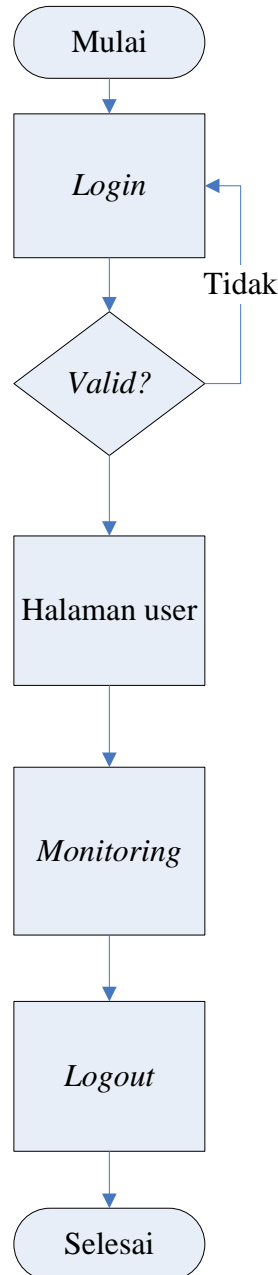 Mulai
Login
Tidak
Valid?
Halaman user
Monitoring
Logout
Selesai